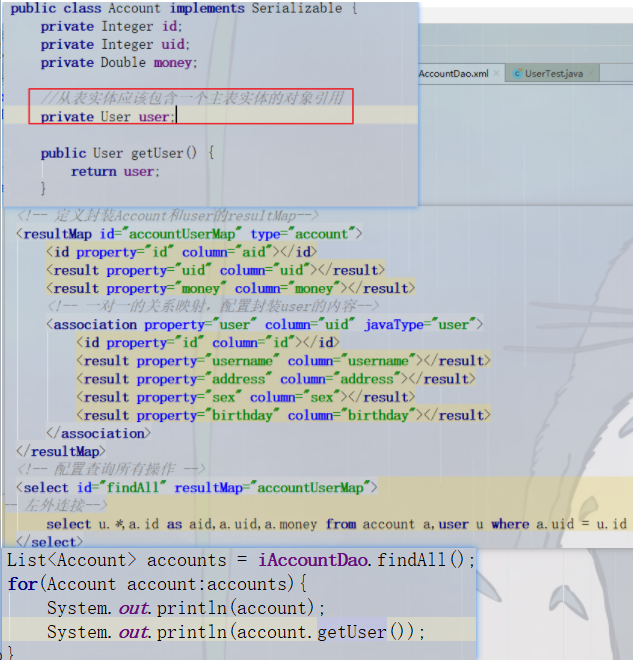 public class Account implements Serializable {
private Integer id;
private Integer uid;
private Double money;
AccountDao.xml
UserTest.java
//从表实体应该包含一个主表实体的对象引用
private User user;
public User getUser() {
return user;
}
<!-- 定义封装Account和user的resultMap-->
<resultMap id="accountUserMap" type="account">
<id property="id" column="aid"></id>
<result property="uid" column="uid"></result>
<result property="money" column="money"></result>
<!-- 一对一的关系映射，配置封装user的内容-->
<association property="user" column="uid" javaType="user">
<id property="id" column="id"></id>
<result property="username" column="username"></result>
<result property="address" column="address"></result>
<result property="sex" column="sex"></result>
<result property="birthday" column="birthday"></result>
</association>
</resultMap>
<!-- 配置查询所有操作 -->
<select id="findAll" resultMap="accountUserMap">
-- 左外连接-->
select u.*,a.id as aid,a.uid,a.money from account a,user u where a.uid = u.id
</select>
List<Account> accounts = iAccountDao.findAll();
for(Account account:accounts){
System.out.println(account);
System.out.println(account.getUser());
}